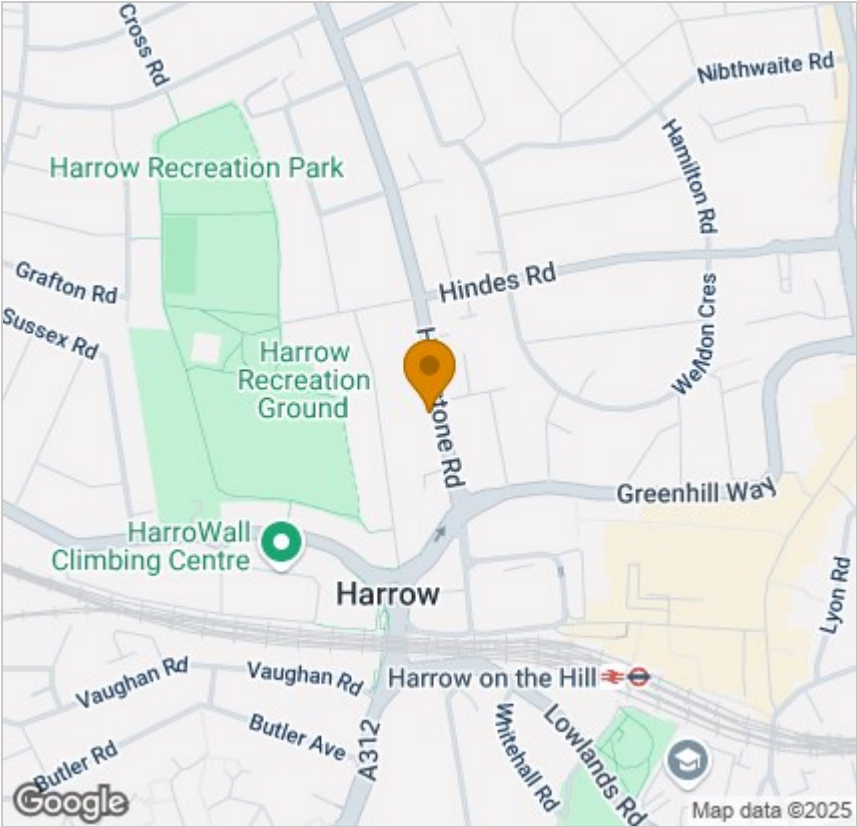 Cross Rd
Nibthwaite Rd
Hamilton Rd
Harrow Recreation Park
Hindes Rd
Grafton Rd
Sussex Rd
Weldon Cres
Harrow
Recreation
Ground
tone Rd
Greenhill Way
HarroWall
Climbing Centre
Harrow
Lyon Rd
Harrow on the Hill
Vaughan Rd
Vaughan Rd
Butler Ave
Butler Rd
A312
Whitehall Rd
Lowlands Rd
Google
Map data ©2025